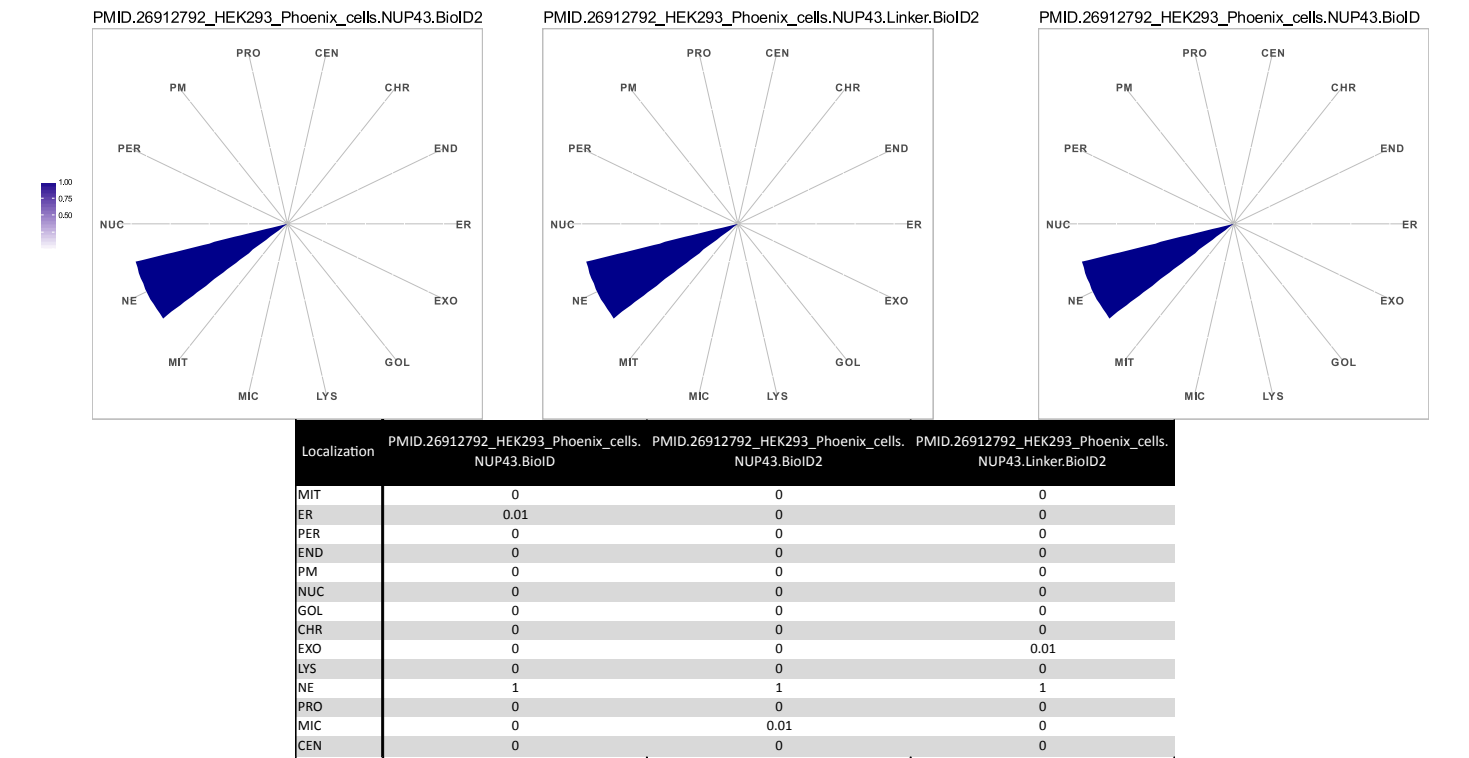 PMID.26912792_HEK293_Phoenix_cells.NUP43.BioID2
PMID.26912792_HEK293_Phoenix_cells.NUP43.Linker.BioID2
PMID.26912792_HEK293_Phoenix_cells.NUP43.BioID
1.00
0.75
0.50
PRO CEN
PM CHR
PER END
NUC ER
NE EXO
MIT GOL
MIC LYS
PRO CEN
PM CHR
PER END
NUC ER
NE EXO
MIT GOL
MIC LYS
PRO CEN
PM CHR
PER END
NUC ER
NE EXO
MIT GOL
MIC LYS
Localization
PMID.26912792_HEK293_Phoenix_cells.
NUP43.BioID
PMID.26912792_HEK293_Phoenix_cells.
NUP43.BioID2
PMID.26912792_HEK293_Phoenix_cells.
NUP43.Linker.BioID2
MIT 0 0 0
ER 0.01 0 0
PER 0 0 0
END 0 0 0
PM 0 0 0
NUC 0 0 0
GOL 0 0 0
CHR 0 0 0
EXO 0 0 0.01
LYS 0 0 0
NE 1 1 1
PRO 0 0 0
MIC 0 0.01 0
CEN 0 0 0